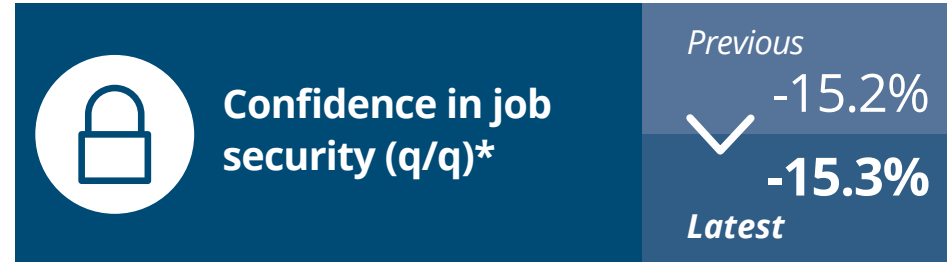 Confidence in job
security (q/q)*
Previous
-15.2%
-15.3%
Latest